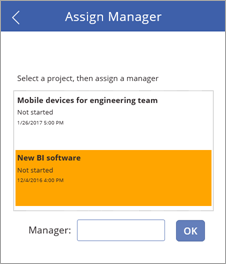 Assign Manager
Select a project, then assign a manager
Mobile devices for engineering team
Not started
1/26/2017 5:00 PM
New BI software
Not started
12/4/2016 4:00 PM
Manager:
OK